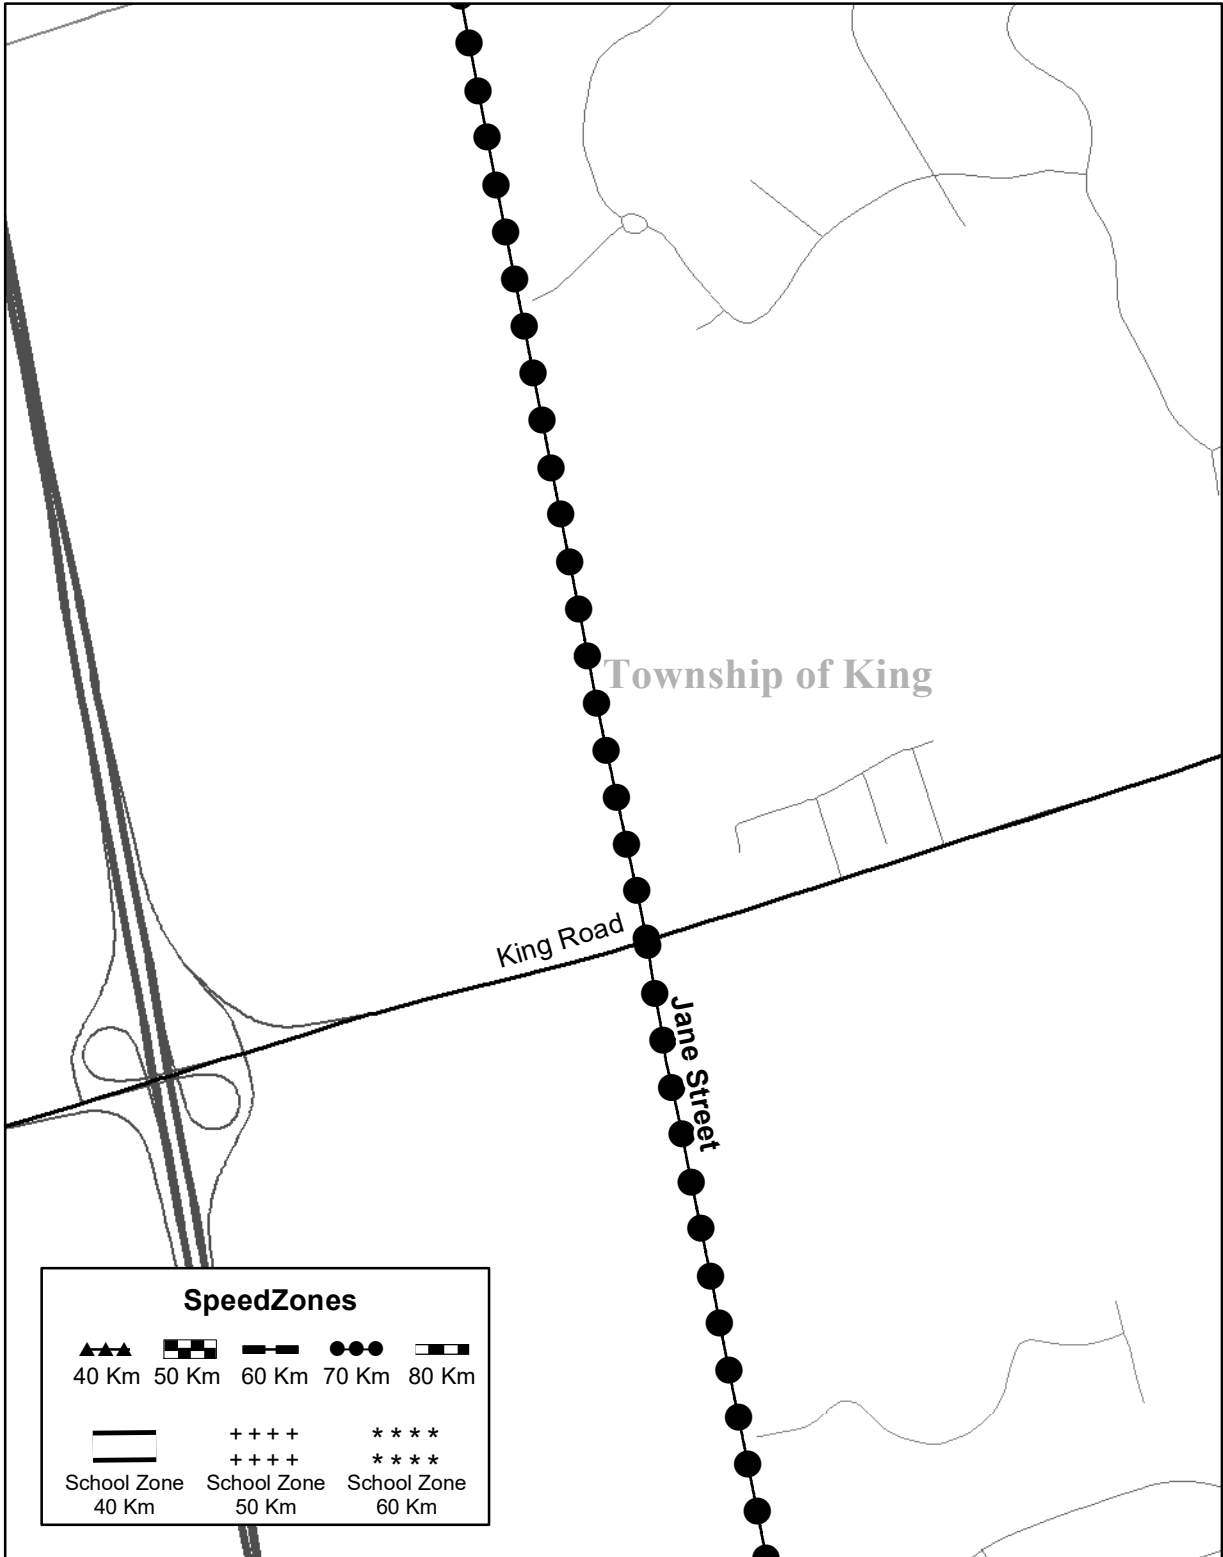 Township of King
King Road
Jane Street
SpeedZones
40 Km 50 Km 60 Km 70 Km 80 Km
++++ ****
++++ ****
School Zone School Zone School Zone
40 Km 50 Km 60 Km